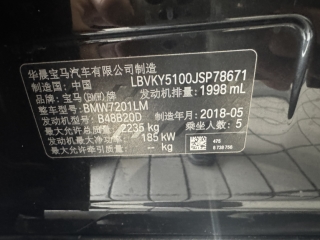 华晨宝马汽车有限公司制造
制造国：中国 LBVKY5100JSP78671
品牌：宝马(BMW)牌 发动机排量：1998 mL
整车型号：BMW7201LM
发动机型号：B48B20D 制造年月：2018-05
最大允许总质量：2235 kg 乘坐人数：5
发动机最大净功率：185 kW
最大允许牵引质量：-- kg